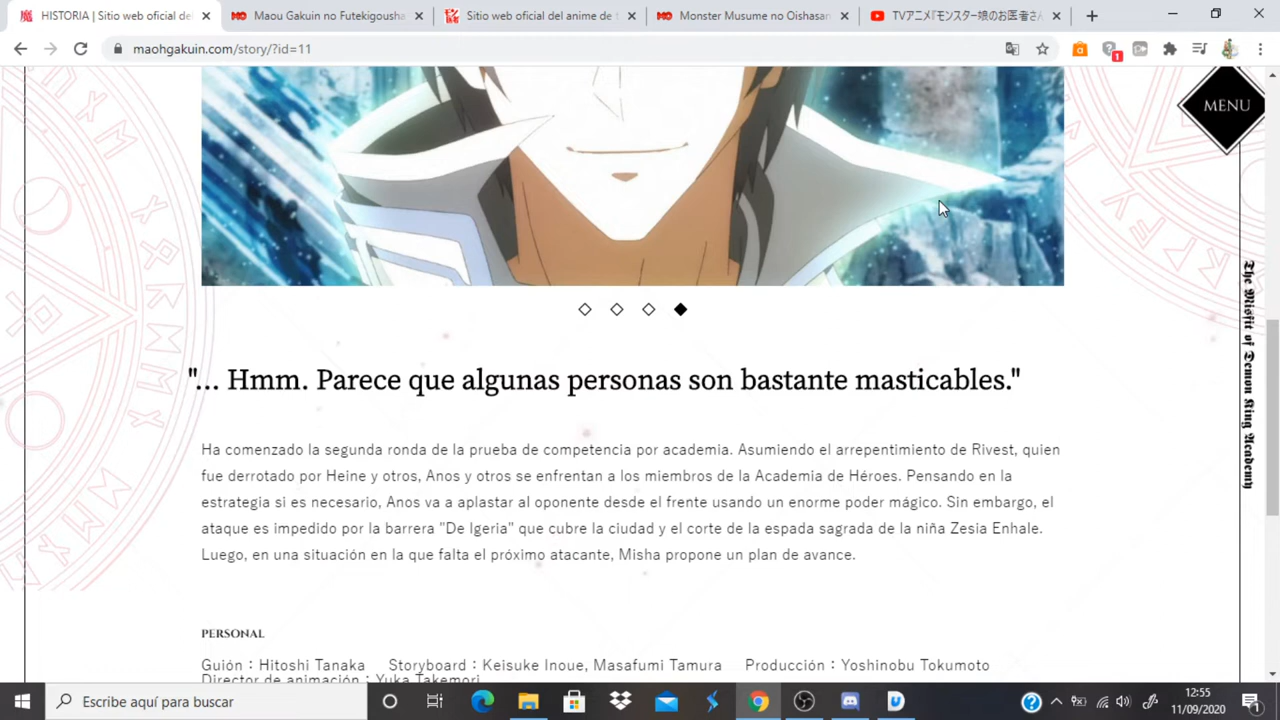 HISTORIA | Sitio web oficial del
Maou Gakuin no Futekigousha
Sitio web oficial del anime de t
Monster Musume no Oishasan
TVアニメ『モンスター娘のお医者さん
maohgakuin.com/story/?id=11
1
MENU
The Misfit of Demon King Academy
"... Hmm. Parece que algunas personas son bastante masticables."
Ha comenzado la segunda ronda de la prueba de competencia por academia. Asumiendo el arrepentimiento de Rivest, quien
fue derrotado por Heine y otros, Anos y otros se enfrentan a los miembros de la Academia de Héroes. Pensando en la
estrategia si es necesario, Anos va a aplastar al oponente desde el frente usando un enorme poder mágico. Sin embargo, el
ataque es impedido por la barrera "De Igeria" que cubre la ciudad y el corte de la espada sagrada de la niña Zesia Enhale.
Luego, en una situación en la que falta el próximo atacante, Misha propone un plan de avance.
PERSONAL
Guión：Hitoshi Tanaka Storyboard：Keisuke Inoue, Masafumi Tamura Producción：Yoshinobu Tokumoto
Director de animación：Yuka Takemori
Escribe aquí para buscar
12:55
11/09/2020
1